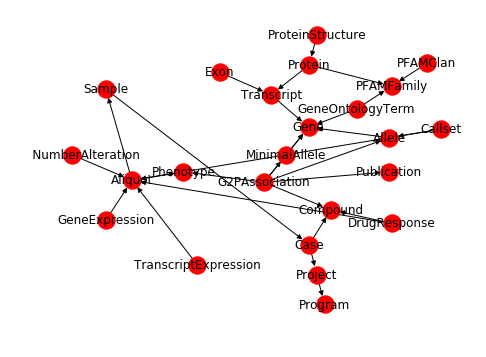 ProteinStructure
Protein
PFAMClan
Exon
PFAMFamily
Sample
Transcript
GeneOntologyTerm
Gene
Callset
Allele
NumberAlteration
MinimalAllele
Phenotype
Publication
Aliquot
G2PAssociation
Compound
GeneExpression
DrugResponse
Case
TranscriptExpression
Project
Program